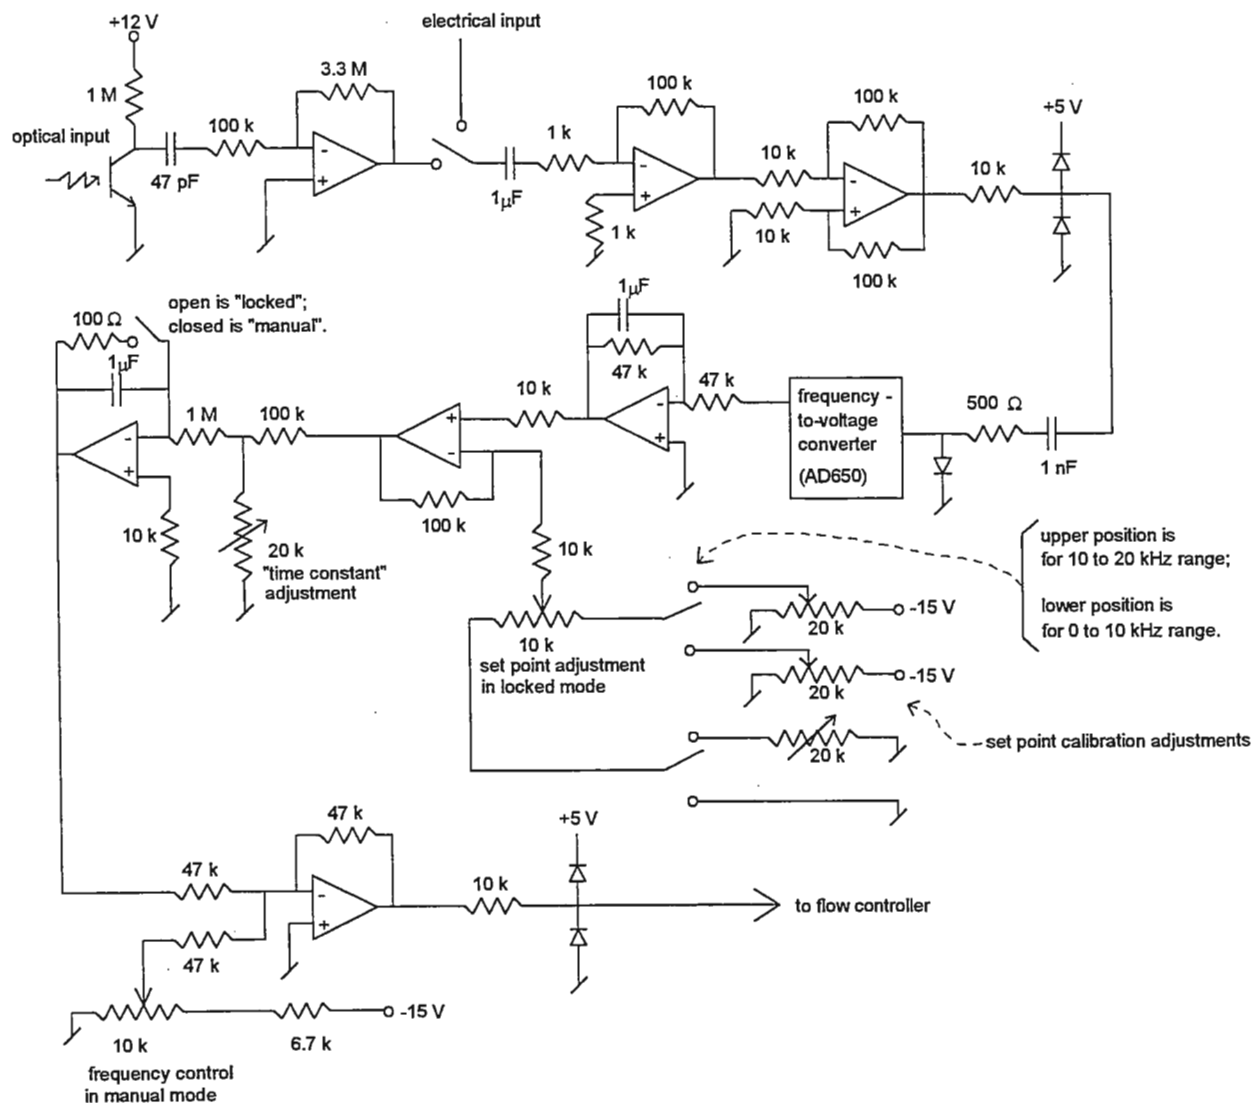 +12 V
electrical input
1 M
3.3 M
optical input
100 k
47 pF
-
+
1 k
1µF
100 k
-
+
1 k
10 k
100 k
-
+
10 k
100 k
10 k
+5 V
open is "locked";
closed is "manual".
100 Ω
1µF
1µF
47 k
47 k
-
+
10 k
+
-
100 k
10 k
100 k
1 M
-
+
10 k
20 k
"time constant"
adjustment
frequency -
to-voltage
converter
(AD650)
500 Ω
1 nF
upper position is
for 10 to 20 kHz range;
lower position is
for 0 to 10 kHz range.
10 k
set point adjustment
in locked mode
-15 V
20 k
-15 V
20 k
20 k
set point calibration adjustments
47 k
47 k
-
+
47 k
10 k
+5 V
to flow controller
-15 V
10 k
6.7 k
frequency control
in manual mode